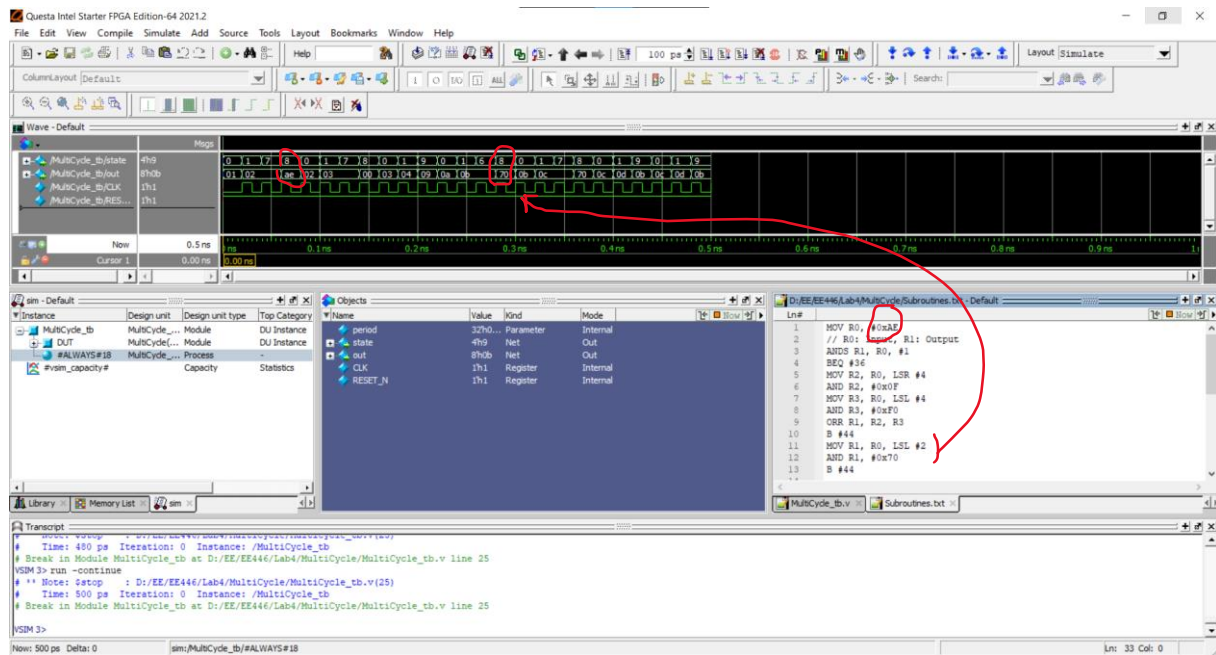 Questa Intel Starter FPGA Edition-64 2021.2
File Edit View Compile Simulate Add Source Tools Layout Bookmarks Window Help
Help
100 ps
Layout Simulate
ColumnLayout Default
Search:
Wave - Default
Msgs
/MultiCycle_tb/state 4'h9 0 1 7 8 0 1 7 8 0 1 9 0 1 6 8 0 1 7 8 0 1 9 0 1 9
/MultiCycle_tb/out 8'h0b 01 02 ae 02 03 00 03 04 09 0a 0b 70 0b 0c 70 0c 0d 0b 0c 0d 0b
/MultiCycle_tb/CLK 1'h1
/MultiCycle_tb/RES... 1'h1
Now 0.5 ns ns 0.1 ns 0.2 ns 0.3 ns 0.4 ns 0.5 ns 0.6 ns 0.7 ns 0.8 ns 0.9 ns
Cursor 1 0.00 ns 0.00 ns
sim - Default
Instance Design unit Design unit type Top Category
MultiCycle_tb MultiCycle_... Module DU Instance
DUT MultiCycle(... Module DU Instance
#ALWAYS#18 MultiCycle_... Process -
#vsim_capacity# Capacity Statistics
Library Memory List sim
Objects
Name Value Kind Mode
period 32'h0... Parameter Internal
state 4'h9 Net Out
out 8'h0b Net Out
CLK 1'h1 Register Internal
RESET_N 1'h1 Register Internal
Now
D:/EE/EE446/Lab4/MultiCycle/Subroutines.txt - Default
Ln# Now
1 MOV R0, #0xAE
2 // R0: Input, R1: Output
3 ANDS R1, R0, #1
4 BEQ #36
5 MOV R2, R0, LSR #4
6 AND R2, #0x0F
7 MOV R3, R0, LSL #4
8 AND R3, #0xF0
9 ORR R1, R2, R3
10 B #44
11 MOV R1, R0, LSL #2
12 AND R1, #0x70
13 B #44
MultiCycle_tb.v Subroutines.txt
Transcript
# Time: 480 ps Iteration: 0 Instance: /MultiCycle_tb
# Break in Module MultiCycle_tb at D:/EE/EE446/Lab4/MultiCycle/MultiCycle_tb.v line 25
VSIM 3> run -continue
# ** Note: $stop : D:/EE/EE446/Lab4/MultiCycle/MultiCycle_tb.v(25)
# Time: 500 ps Iteration: 0 Instance: /MultiCycle_tb
# Break in Module MultiCycle_tb at D:/EE/EE446/Lab4/MultiCycle/MultiCycle_tb.v line 25
VSIM 3>
Now: 500 ps Delta: 0 sim:/MultiCycle_tb/#ALWAYS#18 Ln: 33 Col: 0